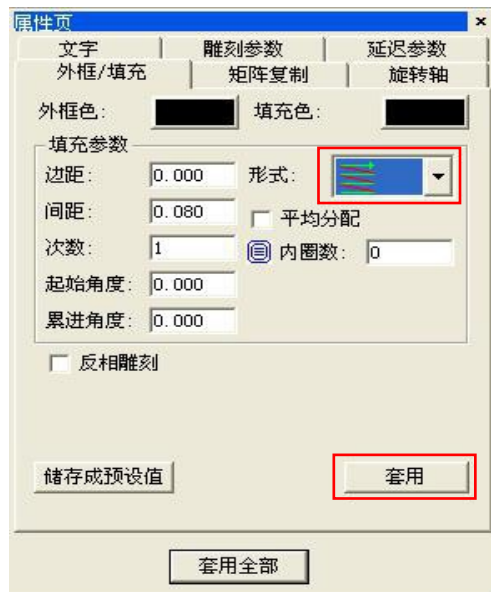 属性页
文字 雕刻参数 延迟参数
外框/填充 矩阵复制 旋转轴
外框色: 填充色:
填充参数
边距: 0.000 形式:
间距: 0.080 平均分配
次数: 1 内圈数: 0
起始角度: 0.000
累进角度: 0.000
反相雕刻
储存成预设值 套用
套用全部